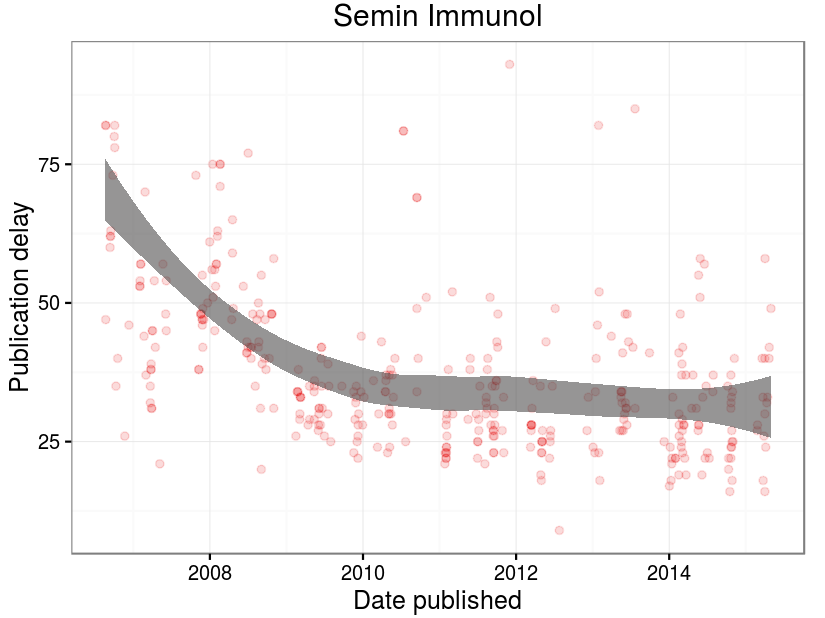 Semin Immunol
Publication delay
75
50
25
2008 2010 2012 2014
Date published